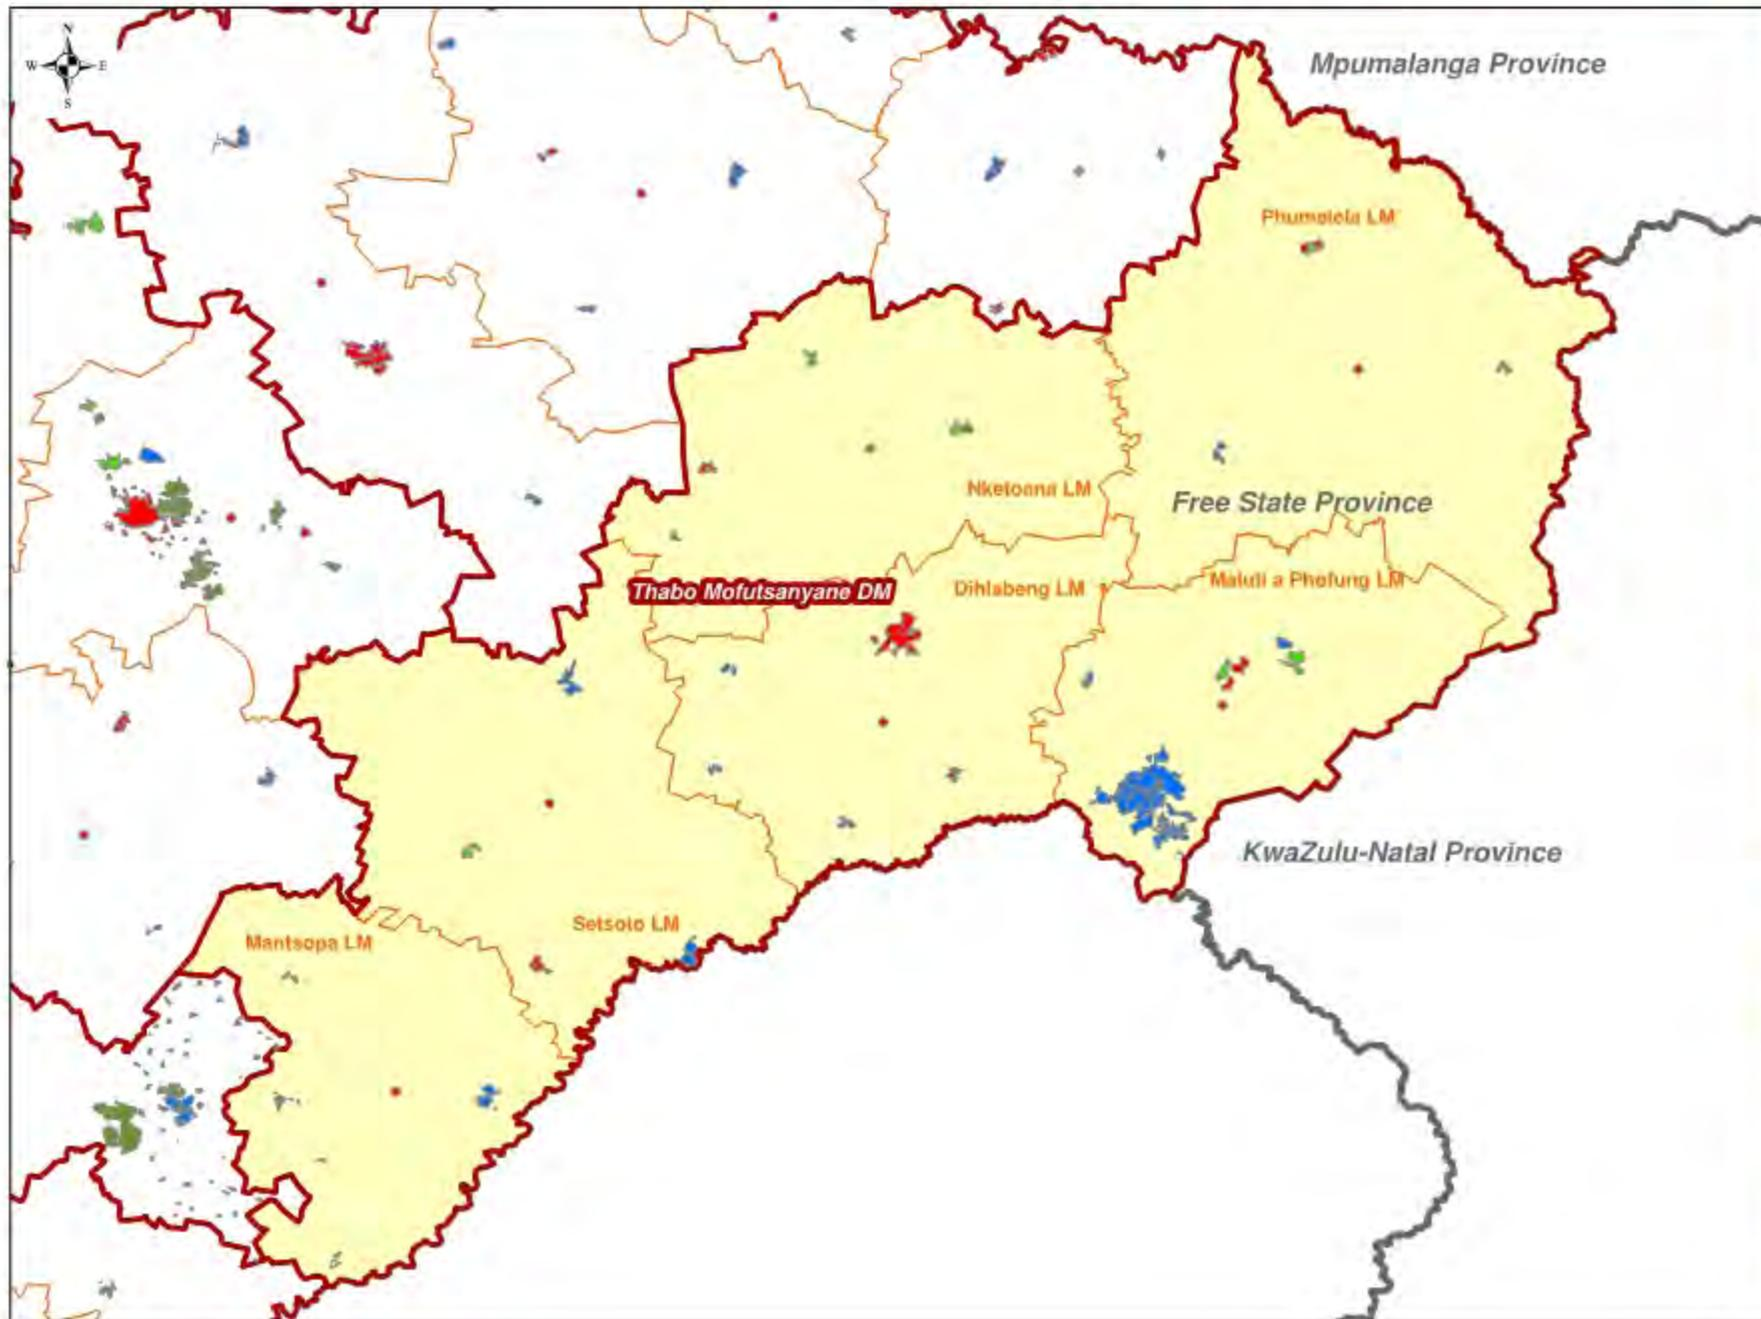 N
W E
S
Mpumalanga Province
Phumelela LM
Nketoana LM
Free State Province
Thabo Mofutsanyane DM
Dihlabeng LM
Maluti a Phofung LM
KwaZulu-Natal Province
Setsoto LM
Mantsopa LM